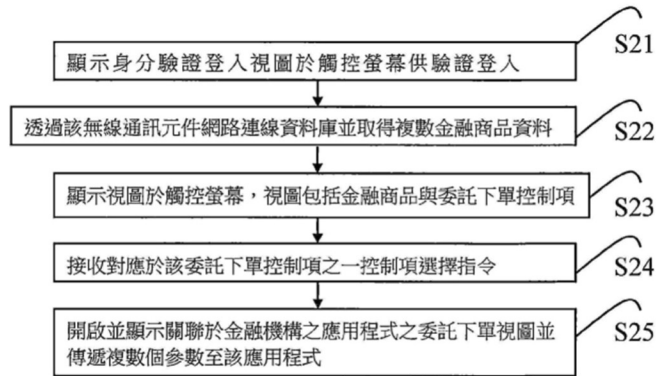 顯示身分驗證登入視圖於觸控螢幕供驗證登入
S21
透過該無線通訊元件網路連線資料庫並取得複數金融商品資料
S22
顯示視圖於觸控螢幕，視圖包括金融商品與委託下單控制項
S23
接收對應於該委託下單控制項之一控制項選擇指令
S24
開啟並顯示關聯於金融機構之應用程式之委託下單視圖並
傳遞複數個參數至該應用程式
S25